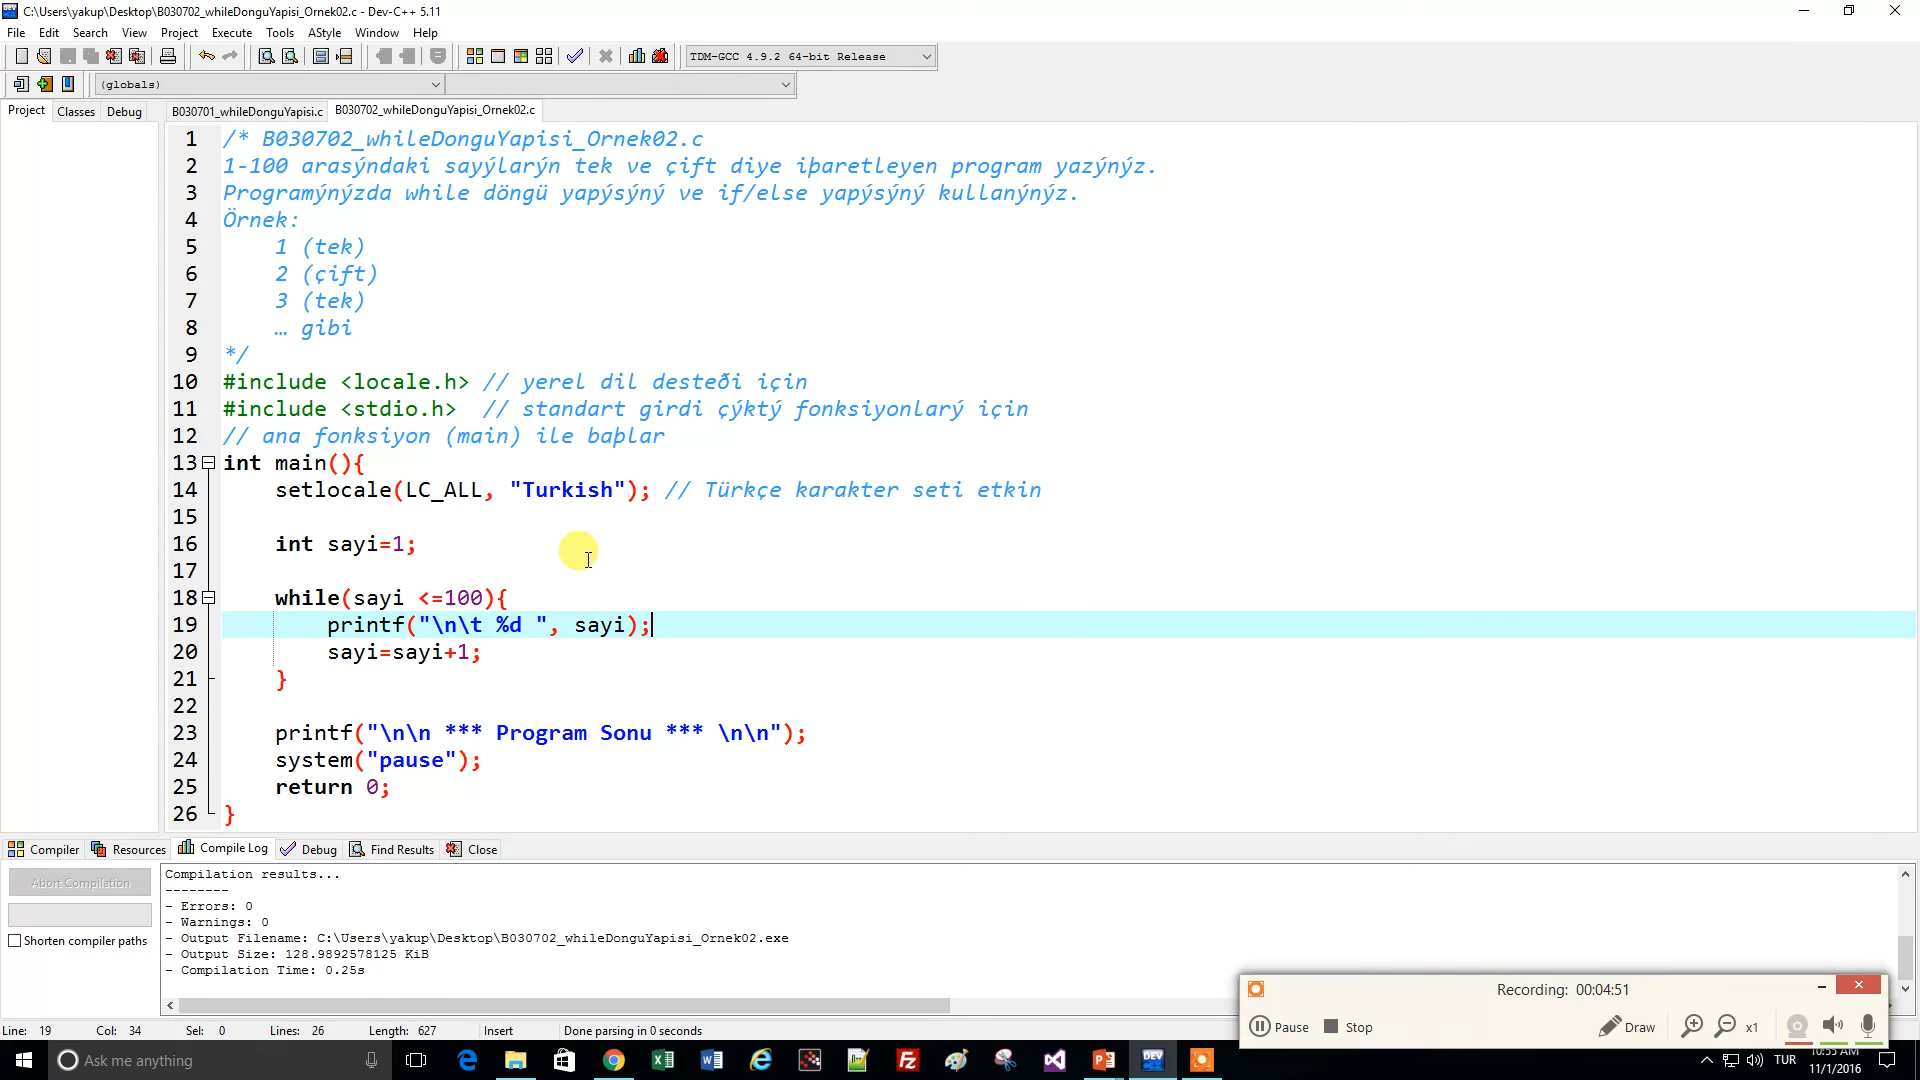 C:\Users\yakup\Desktop\B030702_whileDonguYapisi_Ornek02.c - Dev-C++ 5.11
File Edit Search View Project Execute Tools AStyle Window Help
TDM-GCC 4.9.2 64-bit Release
(globals)
Project Classes Debug B030701_whileDonguYapisi.c B030702_whileDonguYapisi_Ornek02.c
1 /* B030702_whileDonguYapisi_Ornek02.c
2 1-100 arasýndaki sayýlarýn tek ve çift diye iþaretleyen program yazýnýz.
3 Programýnýzda while döngü yapýsýný ve if/else yapýsýný kullanýnýz.
4 Örnek:
5 1 (tek)
6 2 (çift)
7 3 (tek)
8 … gibi
9 */
10 #include <locale.h> // yerel dil desteði için
11 #include <stdio.h> // standart girdi çýktý fonksiyonlarý için
12 // ana fonksiyon (main) ile baþlar
13 int main(){
14 setlocale(LC_ALL, "Turkish"); // Türkçe karakter seti etkin
15
16 int sayi=1;
17
18 while(sayi <=100){
19 printf("\n\t %d ", sayi);
20 sayi=sayi+1;
21 }
22
23 printf("\n\n *** Program Sonu *** \n\n");
24 system("pause");
25 return 0;
26 }
Compiler Resources Compile Log Debug Find Results Close
Abort Compilation
Shorten compiler paths
Compilation results...
--------
- Errors: 0
- Warnings: 0
- Output Filename: C:\Users\yakup\Desktop\B030702_whileDonguYapisi_Ornek02.exe
- Output Size: 128.9892578125 KiB
- Compilation Time: 0.25s
Recording: 00:04:51
Pause Stop Draw x1
Line: 19 Col: 34 Sel: 0 Lines: 26 Length: 627 Insert Done parsing in 0 seconds
Ask me anything
TUR
10:55 AM
11/1/2016